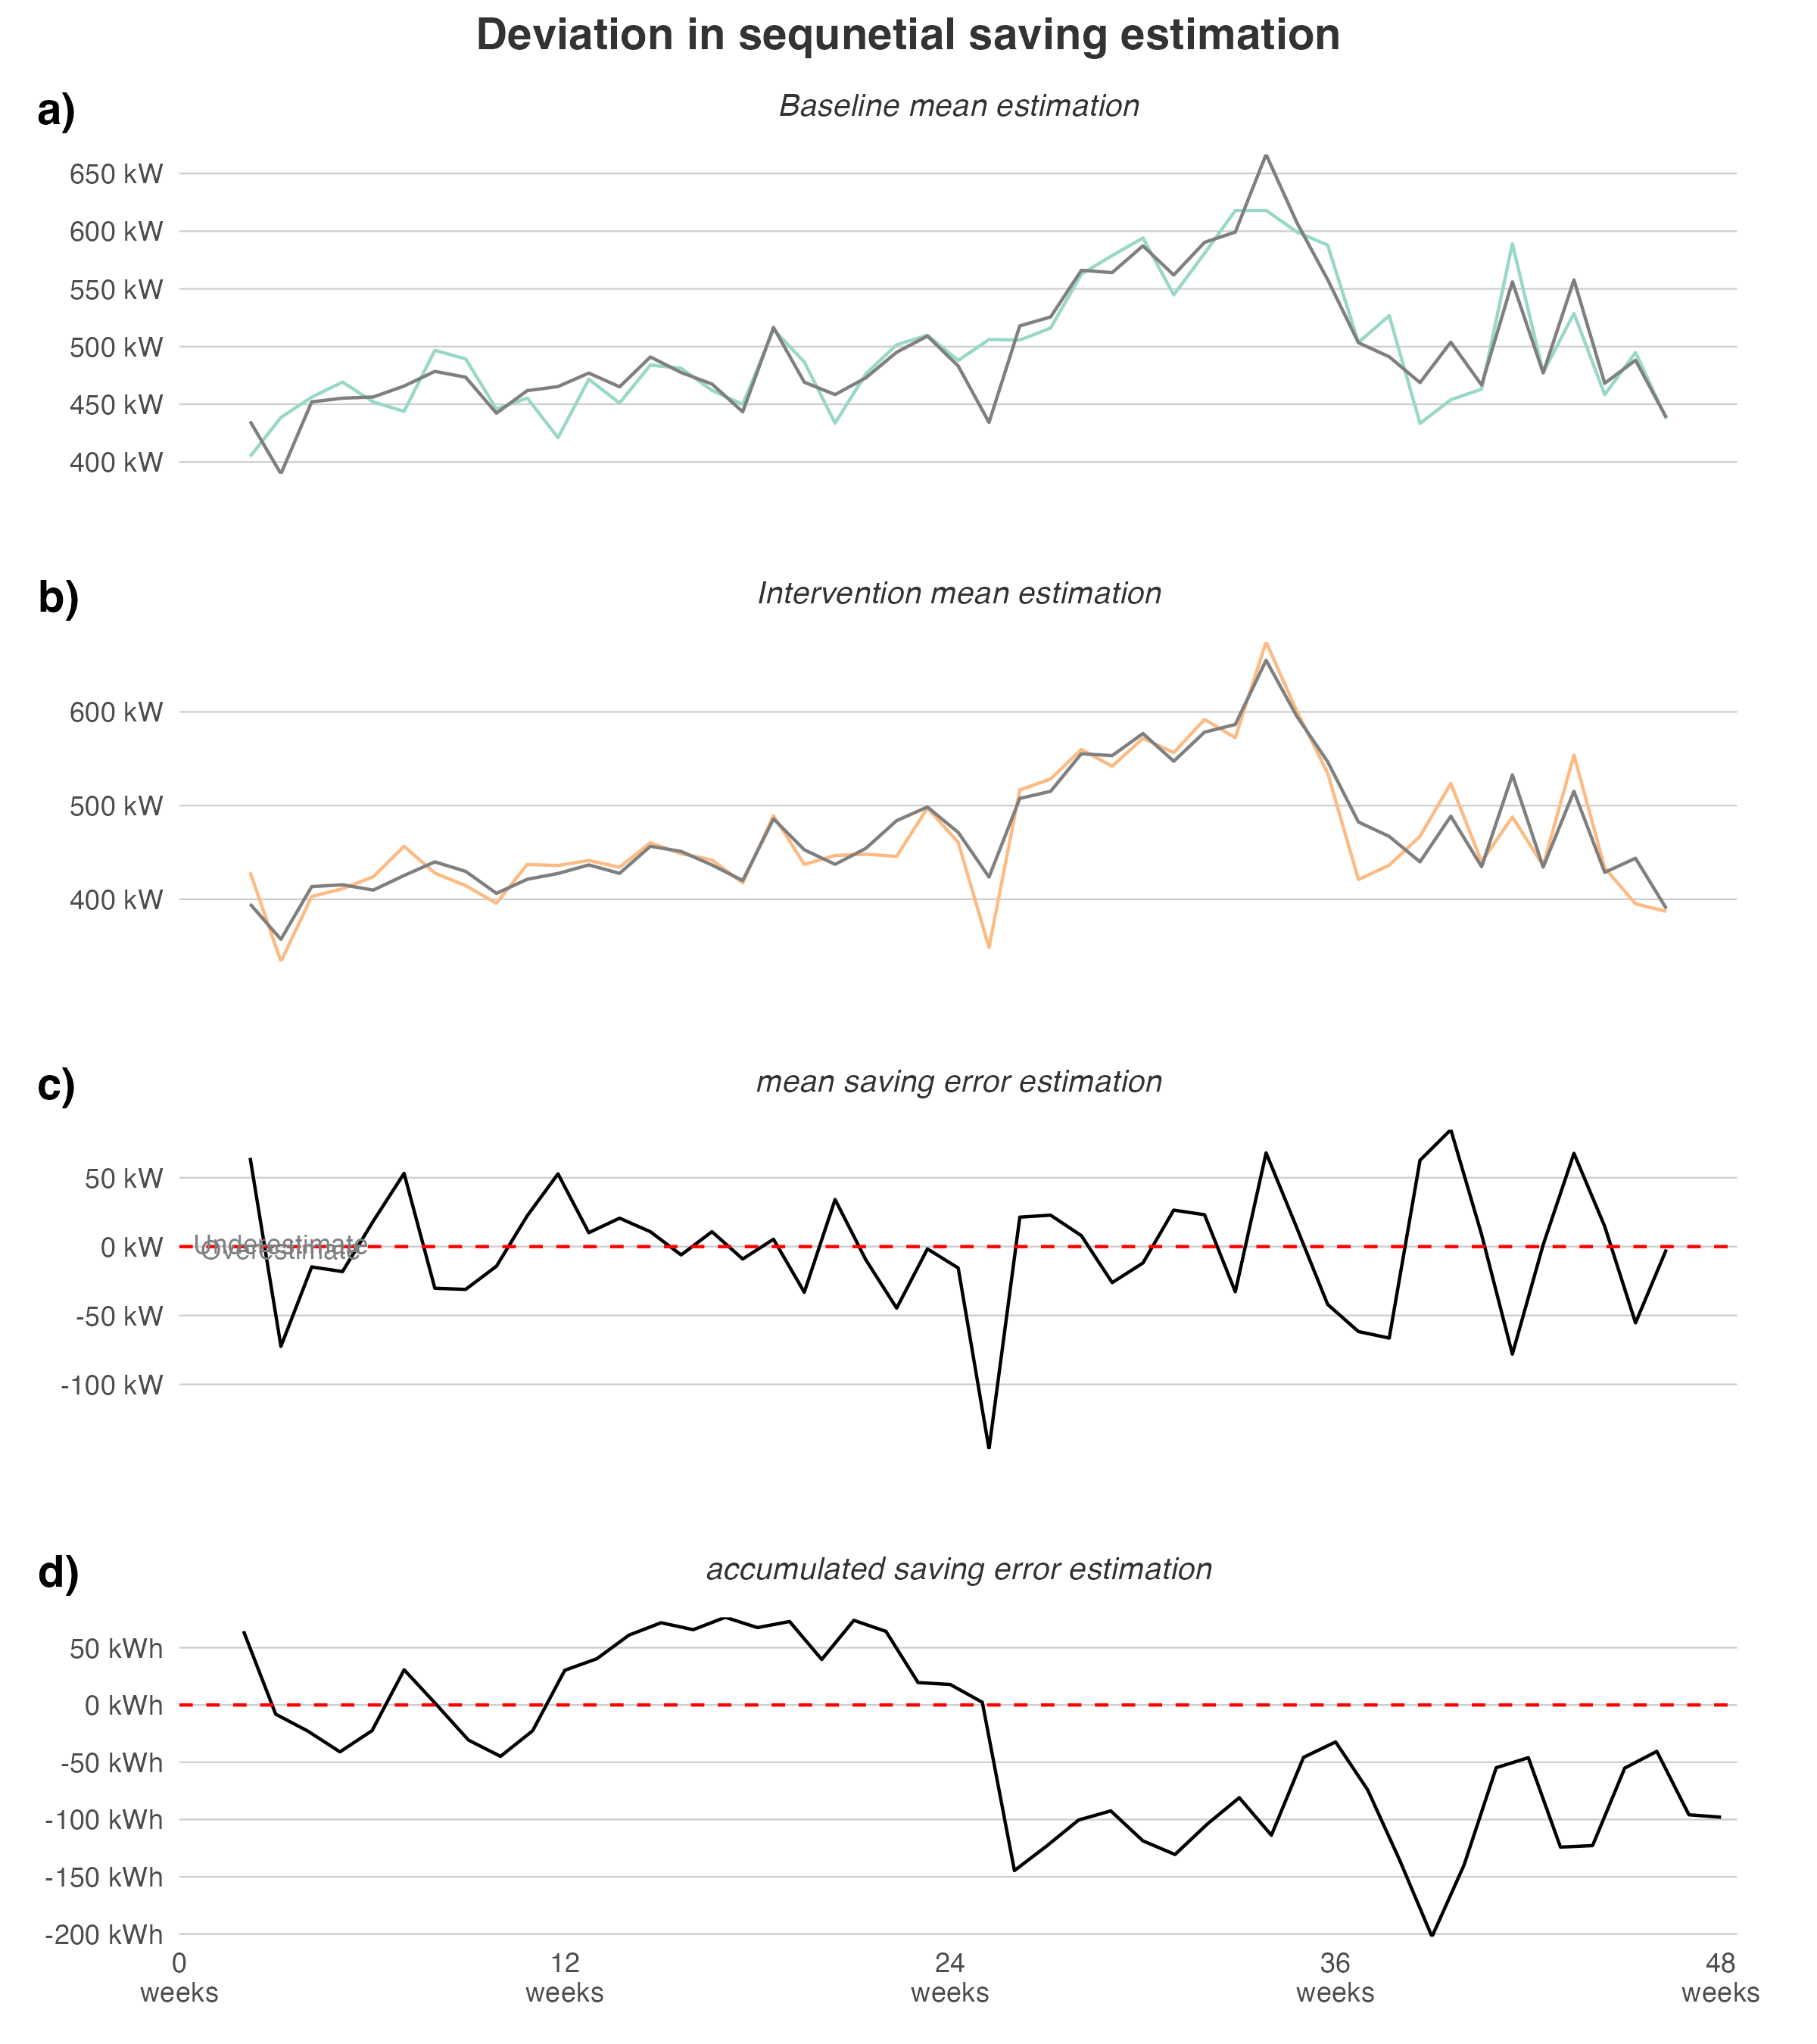 Deviation in sequnetial saving estimation
a)
Baseline mean estimation
650 kW
600 kW
550 kW
500 kW
450 kW
400 kW
b)
Intervention mean estimation
600 kW
500 kW
400 kW
c)
mean saving error estimation
50 kW
0 kW
Underestimate
Overestimate
-50 kW
-100 kW
d)
accumulated saving error estimation
50 kWh
0 kWh
-50 kWh
-100 kWh
-150 kWh
-200 kWh
0 12 24 36 48
weeks weeks weeks weeks weeks